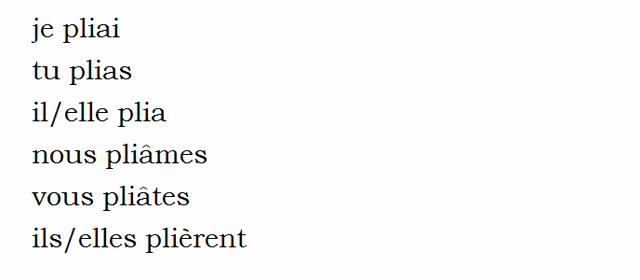 je pliai
tu plias
il/elle plia
nous pliâmes
vous pliâtes
ils/elles plièrent